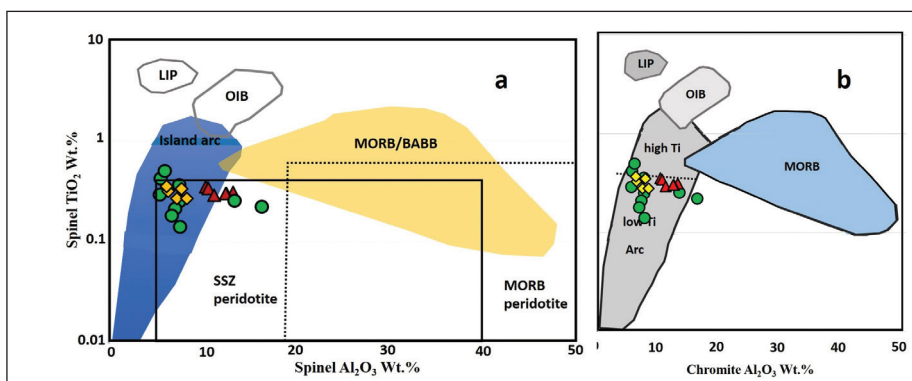 10
1
0.1
0.01
Spinel TiO2 Wt.%
LIP
OIB
a
Island arc
MORB/BABB
SSZ
peridotite
MORB
peridotite
0
10
20
30
40
50
Spinel Al2O3 Wt.%
b
LIP
OIB
high Ti
MORB
low Ti
Arc
10
20
30
40
50
Chromite Al2O3 Wt.%